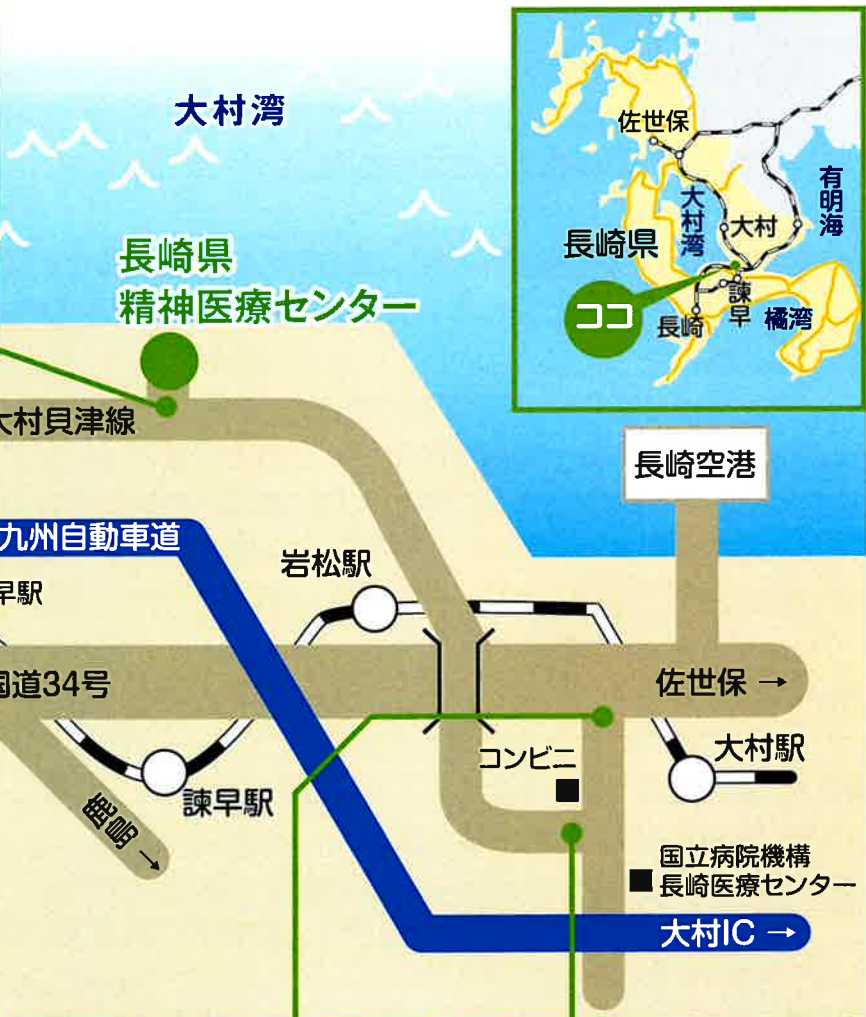 大村湾
長崎県
精神医療センター
佐世保
大村湾
大村
有明海
長崎県
ココ
諫早
長崎
橘湾
大村貝津線
長崎空港
九州自動車道
岩松駅
早駅
国道34号
佐世保 →
コンビニ
大村駅
諫早駅
鹿島 →
国立病院機構
長崎医療センター
大村IC →